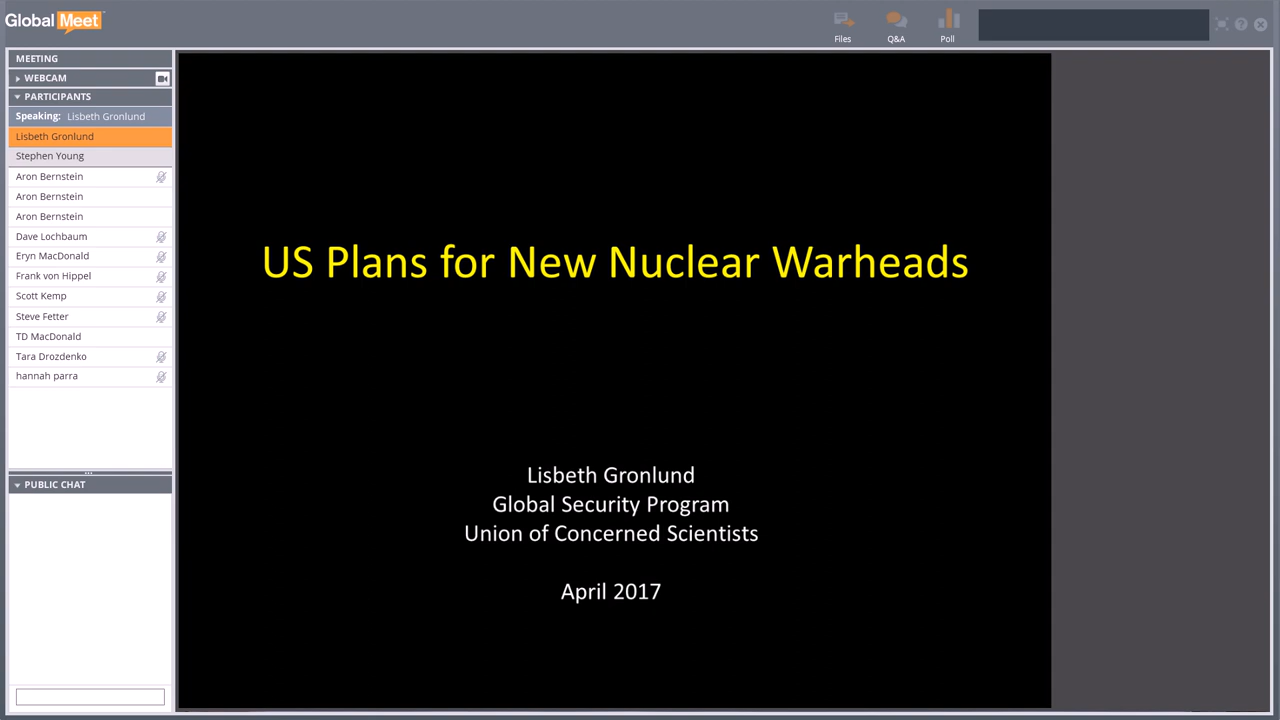 Global Meet
Files
Q&A
Poll
MEETING
WEBCAM
PARTICIPANTS
Speaking: Lisbeth Gronlund
Lisbeth Gronlund
Stephen Young
Aron Bernstein
Aron Bernstein
Aron Bernstein
Dave Lochbaum
Eryn MacDonald
Frank von Hippel
Scott Kemp
Steve Fetter
TD MacDonald
Tara Drozdenko
hannah parra
PUBLIC CHAT
US Plans for New Nuclear Warheads
Lisbeth Gronlund
Global Security Program
Union of Concerned Scientists
April 2017